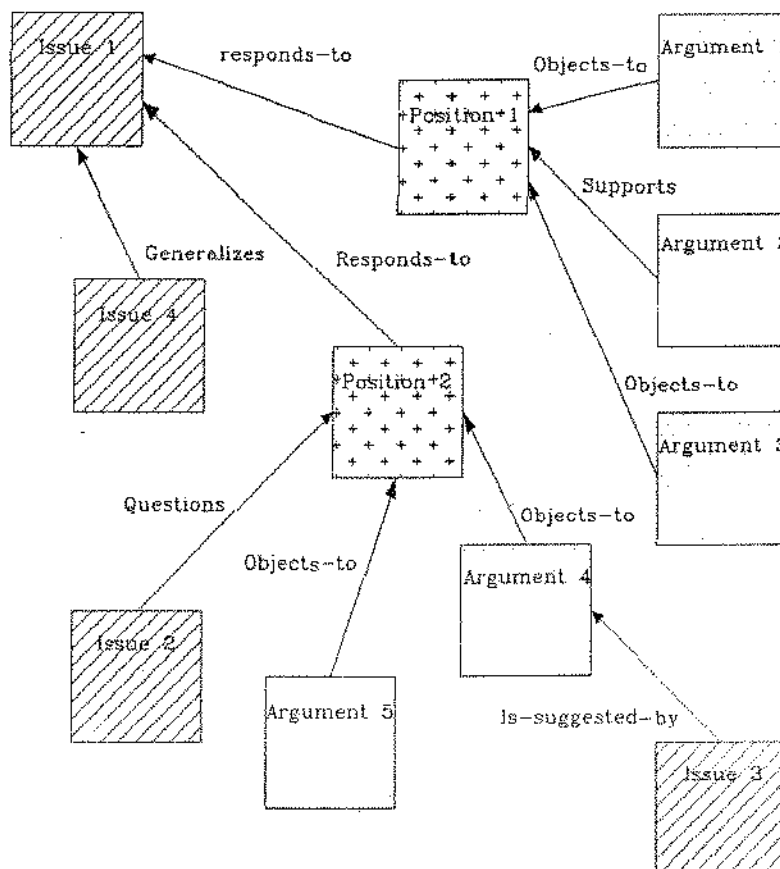 Issue 1
responds-to
Argument
Objects-to
Position+1
Supports
Argument
Generalizes
Responds-to
Issue 4
Position+2
Objects-to
Argument 3
Questions
Objects-to
Objects-to
Argument 4
Issue 2
Argument 5
Is-suggested-by
Issue 3